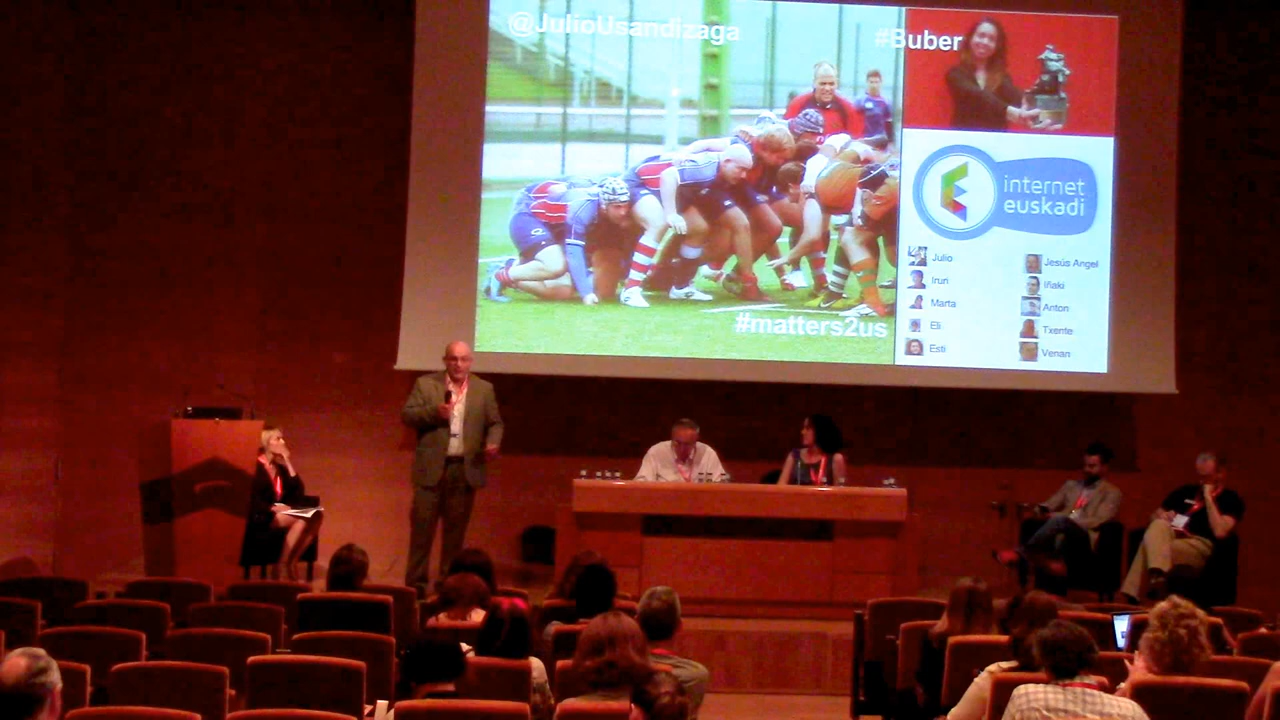 @JulioUsandizaga
#Buber
internet
euskadi
Julio
Jesús Angel
Iruri
Iñaki
Marta
Anton
Eli
Txente
Esti
Venan
#matters2us